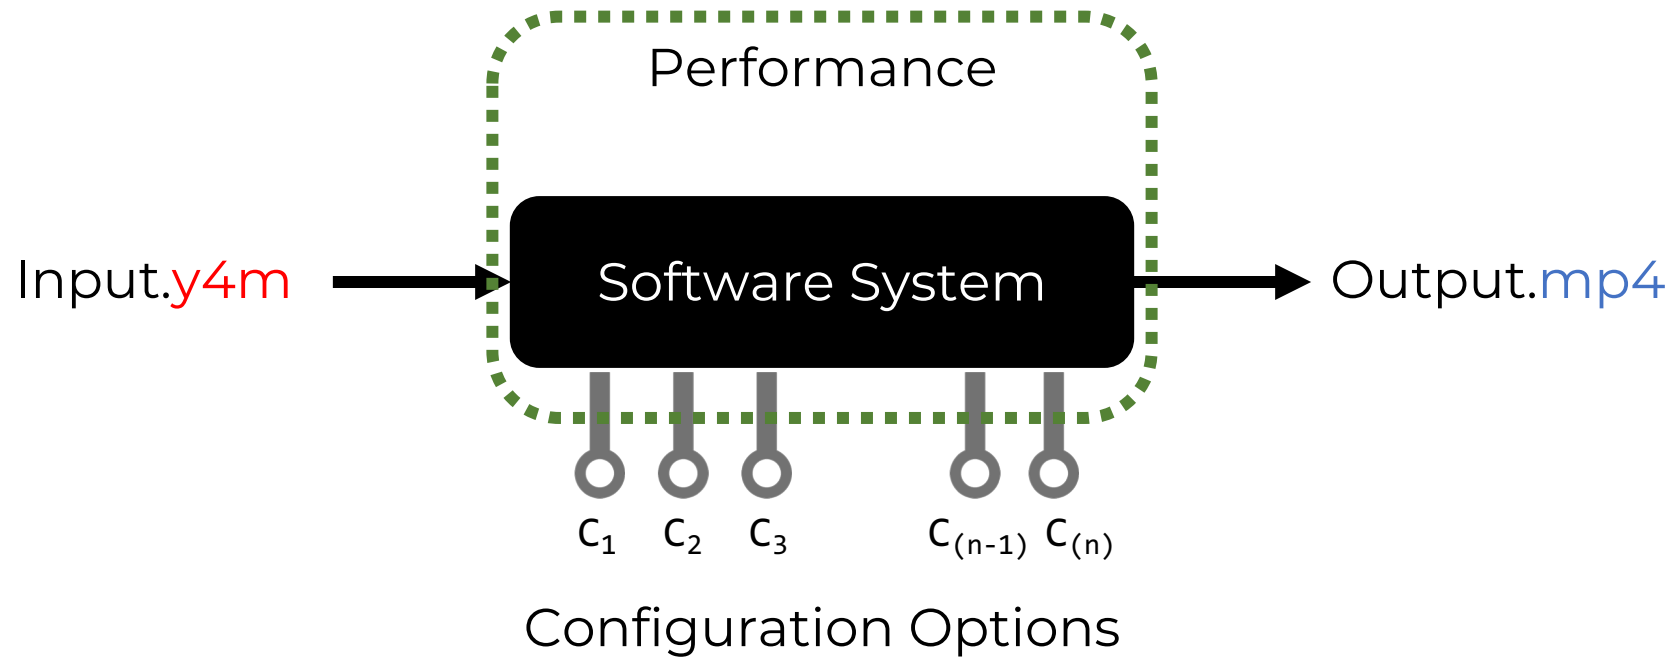 Performance
Input.y4m
Software System
Output.mp4
C1 C2 C3 C(n-1) C(n)
Configuration Options